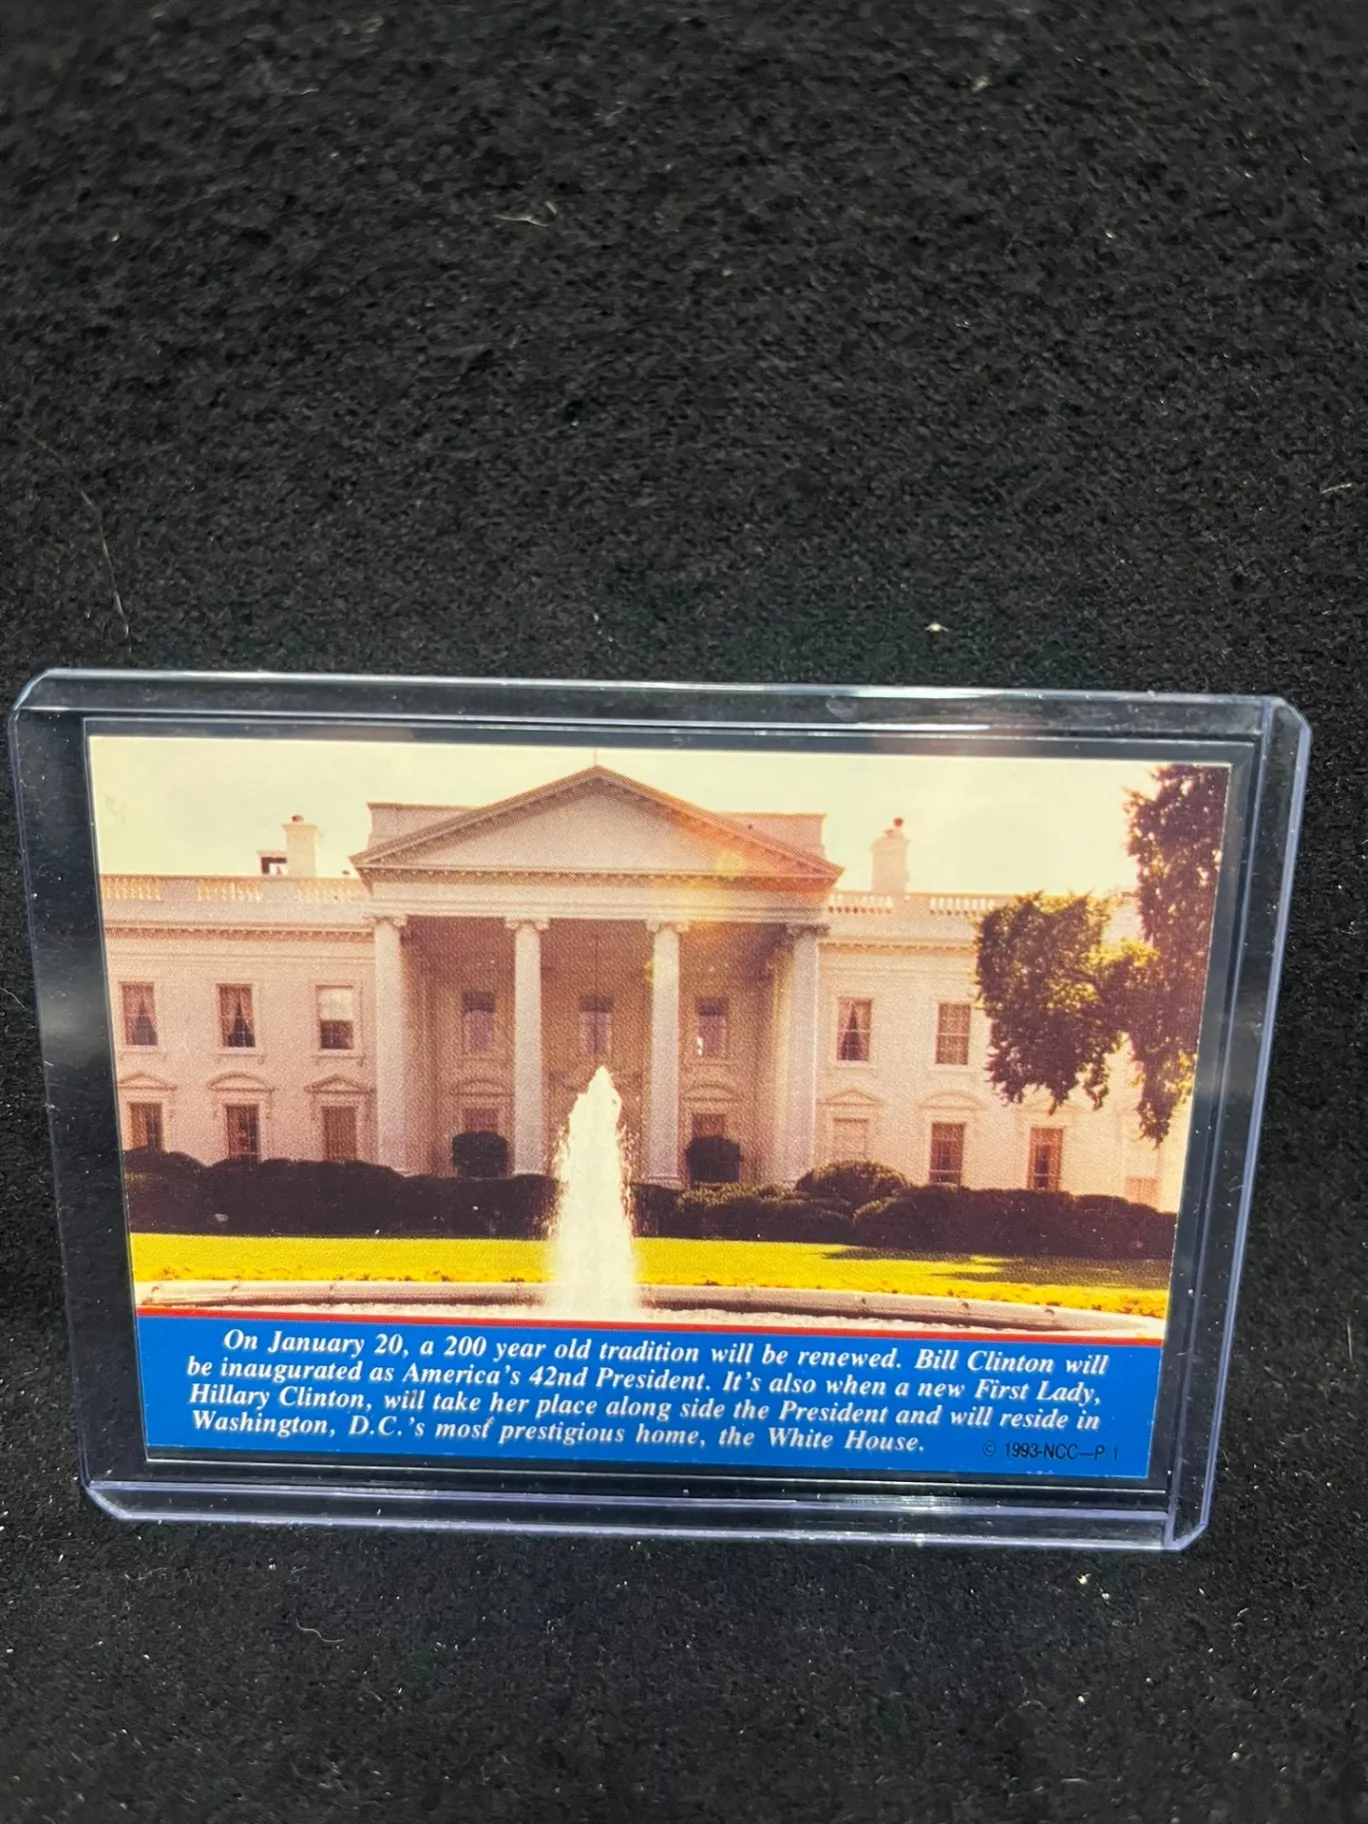 On January 20, a 200 year old tradition will be renewed. Bill Clinton will
be inaugurated as America's 42nd President. It's also when a new First Lady,
Hillary Clinton, will take her place along side the President and will reside in
Washington, D.C.'s most prestigious home, the White House.
© 1993-NCC—P 1